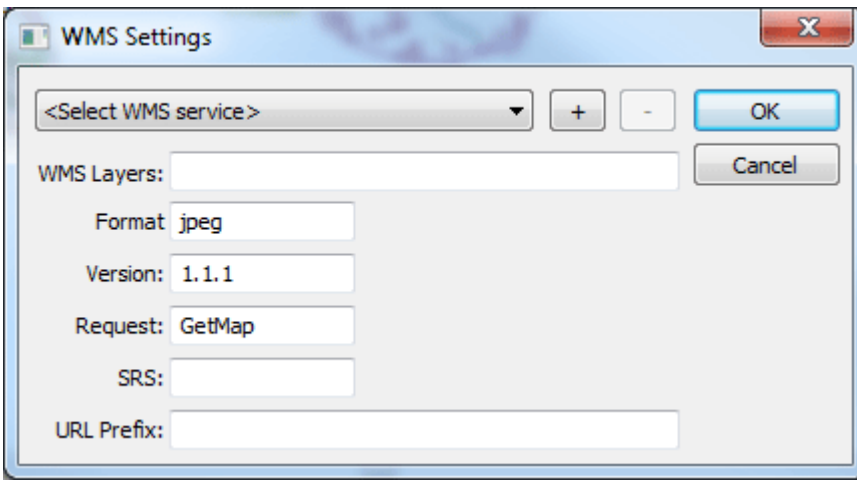 WMS Settings
<Select WMS service>
+
-
OK
WMS Layers:
Cancel
Format jpeg
Version: 1.1.1
Request: GetMap
SRS:
URL Prefix: